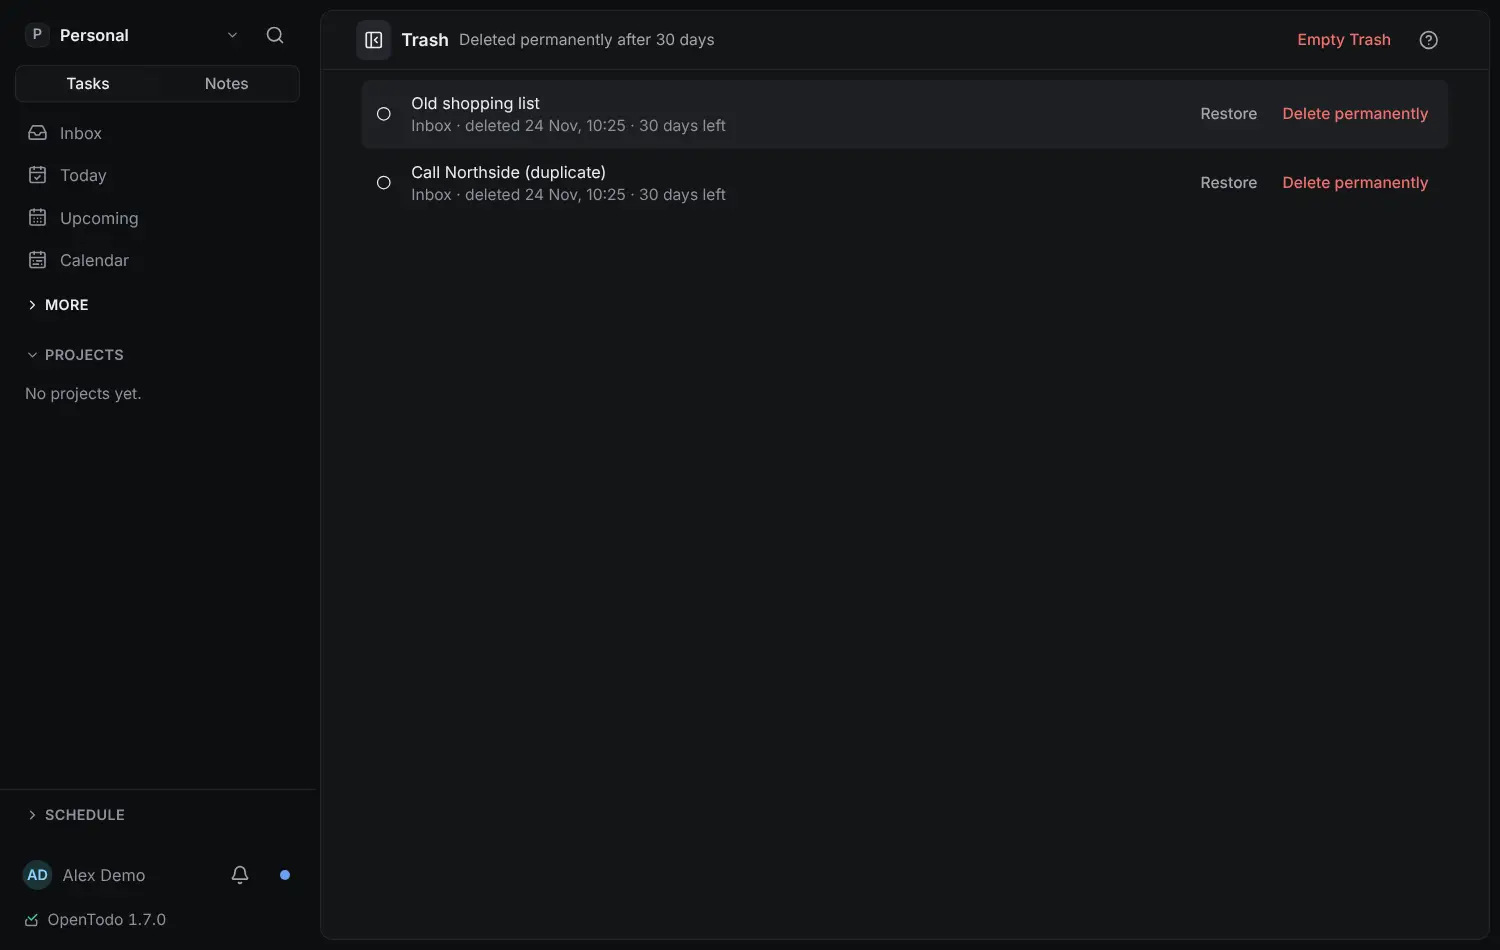 P Personal
Tasks Notes
Inbox
Today
Upcoming
Calendar
MORE
PROJECTS
No projects yet.
SCHEDULE
AD Alex Demo
OpenTodo 1.7.0
Trash Deleted permanently after 30 days Empty Trash
Old shopping list
Inbox · deleted 24 Nov, 10:25 · 30 days left
Restore Delete permanently
Call Northside (duplicate)
Inbox · deleted 24 Nov, 10:25 · 30 days left
Restore Delete permanently